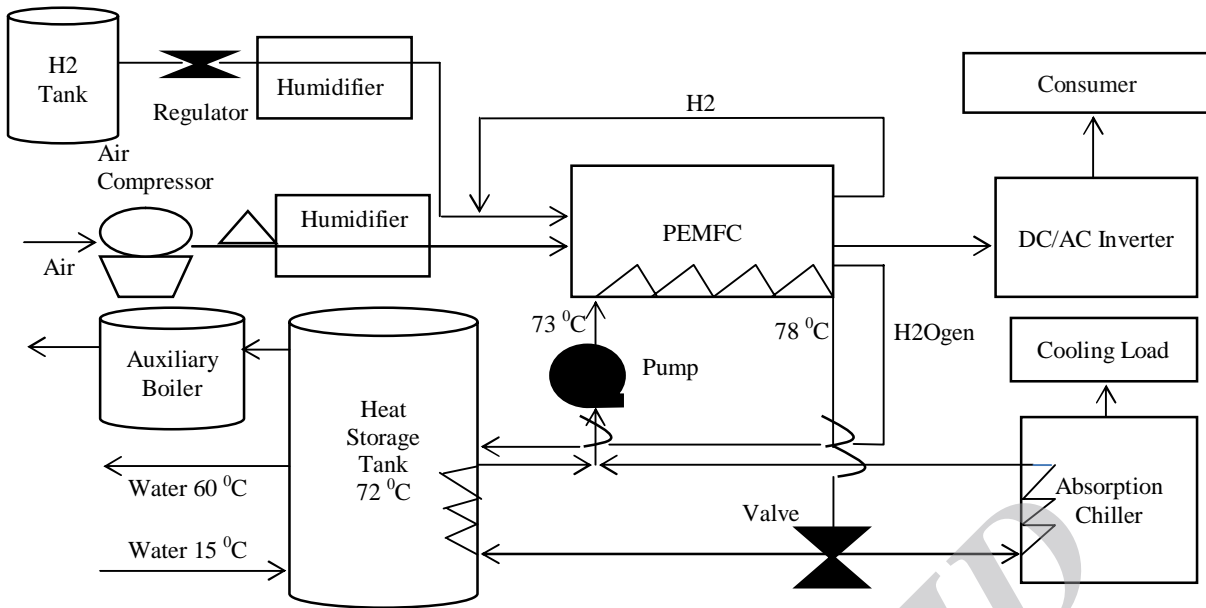 H2
Tank
Regulator
Humidifier
H2
Consumer
Air
Compressor
Air
Humidifier
PEMFC
DC/AC Inverter
73 ⁰C
78 ⁰C
H2Ogen
Auxiliary
Boiler
Pump
Cooling Load
Heat
Storage
Tank
72 ⁰C
Water 60 ⁰C
Water 15 ⁰C
Valve
Absorption
Chiller